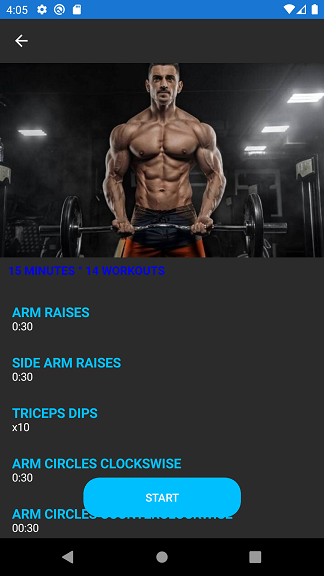 4:05
15 MINUTES * 14 WORKOUTS
ARM RAISES
0:30
SIDE ARM RAISES
0:30
TRICEPS DIPS
x10
ARM CIRCLES CLOCKSWISE
0:30
START
ARM CIRCLES
00:30